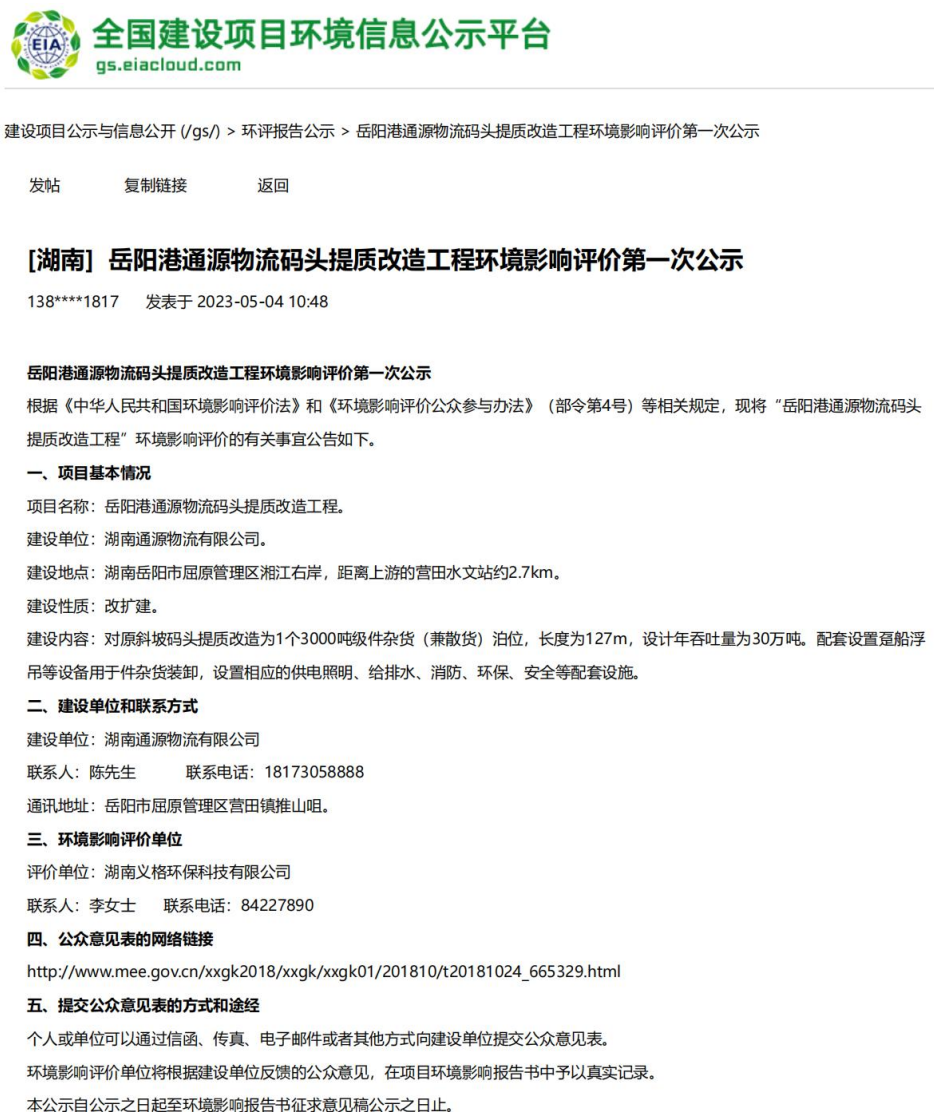 EIA
全国建设项目环境信息公示平台
gs.eiacloud.com
建设项目公示与信息公开 (/gs/) > 环评报告公示 > 岳阳港通源物流码头提质改造工程环境影响评价第一次公示
发帖 复制链接 返回
[湖南] 岳阳港通源物流码头提质改造工程环境影响评价第一次公示
138****1817 发表于 2023-05-04 10:48
岳阳港通源物流码头提质改造工程环境影响评价第一次公示
根据《中华人民共和国环境影响评价法》和《环境影响评价公众参与办法》（部令第4号）等相关规定，现将“岳阳港通源物流码头
提质改造工程”环境影响评价的有关事宜公告如下。
一、项目基本情况
项目名称：岳阳港通源物流码头提质改造工程。
建设单位：湖南通源物流有限公司。
建设地点：湖南岳阳市屈原管理区湘江右岸，距离上游的营田水文站约2.7km。
建设性质：改扩建。
建设内容：对原斜坡码头提质改造为1个3000吨级件杂货（兼散货）泊位，长度为127m，设计年吞吐量为30万吨。配套设置趸船浮
吊等设备用于件杂货装卸，设置相应的供电照明、给排水、消防、环保、安全等配套设施。
二、建设单位和联系方式
建设单位：湖南通源物流有限公司
联系人：陈先生 联系电话：18173058888
通讯地址：岳阳市屈原管理区营田镇推山咀。
三、环境影响评价单位
评价单位：湖南义格环保科技有限公司
联系人：李女士 联系电话：84227890
四、公众意见表的网络链接
http://www.mee.gov.cn/xxgk2018/xxgk/xxgk01/201810/t20181024_665329.html
五、提交公众意见表的方式和途经
个人或单位可以通过信函、传真、电子邮件或者其他方式向建设单位提交公众意见表。
环境影响评价单位将根据建设单位反馈的公众意见，在项目环境影响报告书中予以真实记录。
本公示自公示之日起至环境影响报告书征求意见稿公示之日止。